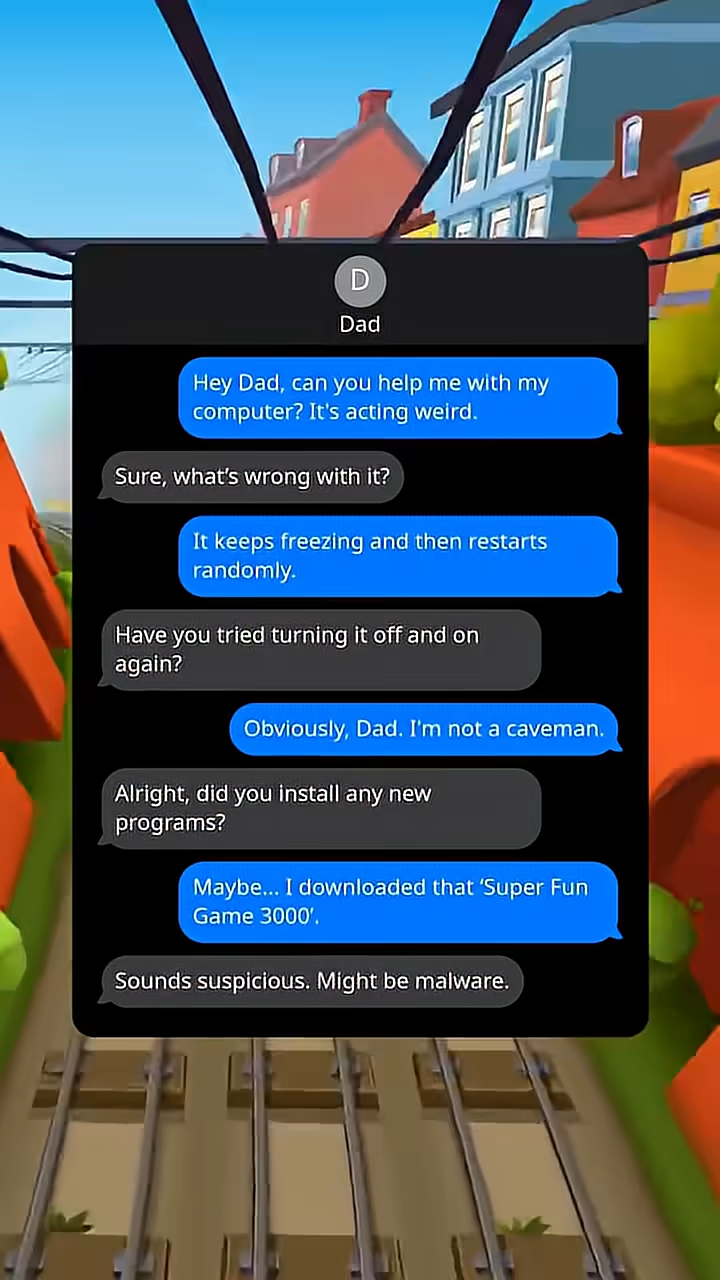 D
Dad
Hey Dad, can you help me with my
computer? It's acting weird.
Sure, what’s wrong with it?
It keeps freezing and then restarts
randomly.
Have you tried turning it off and on
again?
Obviously, Dad. I'm not a caveman.
Alright, did you install any new
programs?
Maybe... I downloaded that ‘Super Fun
Game 3000’.
Sounds suspicious. Might be malware.